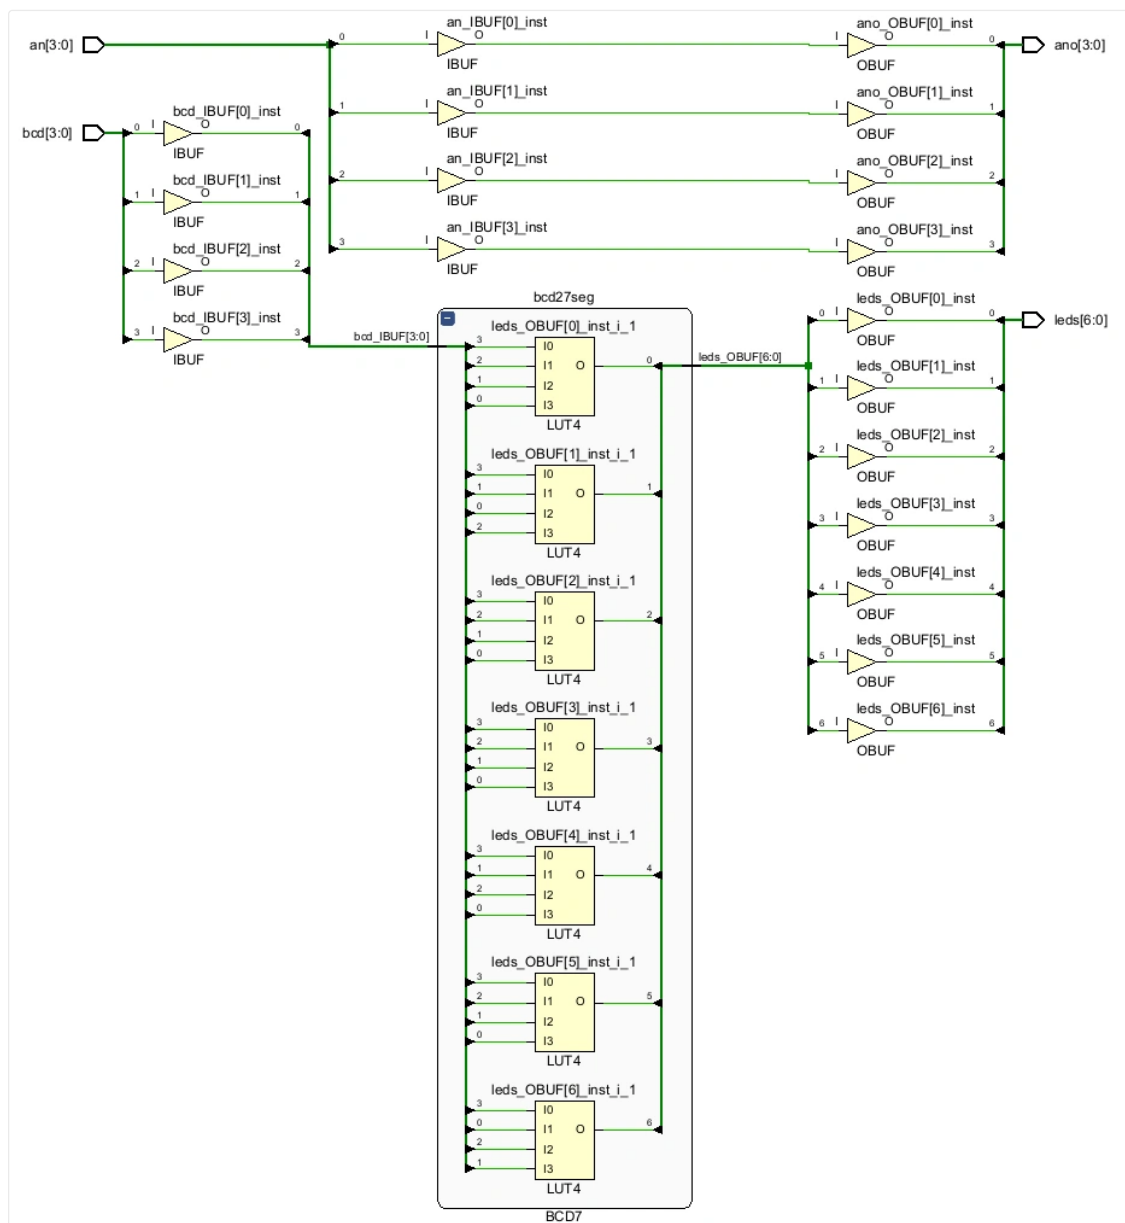 an[3:0]
0
I
an_IBUF[0]_inst
O
IBUF
I
ano_OBUF[0]_inst
O
OBUF
0
ano[3:0]
1
I
an_IBUF[1]_inst
O
IBUF
I
ano_OBUF[1]_inst
O
OBUF
1
2
I
an_IBUF[2]_inst
O
IBUF
I
ano_OBUF[2]_inst
O
OBUF
2
3
I
an_IBUF[3]_inst
O
IBUF
I
ano_OBUF[3]_inst
O
OBUF
3
bcd[3:0]
0
I
bcd_IBUF[0]_inst
O
IBUF
0
1
I
bcd_IBUF[1]_inst
O
IBUF
1
2
I
bcd_IBUF[2]_inst
O
IBUF
2
3
I
bcd_IBUF[3]_inst
O
IBUF
3
bcd_IBUF[3:0]
bcd27seg
leds_OBUF[0]_inst_i_1
3 I0
2 I1 O 0
1 I2
0 I3
LUT4
leds_OBUF[1]_inst_i_1
3 I0
1 I1 O 1
0 I2
2 I3
LUT4
leds_OBUF[2]_inst_i_1
3 I0
2 I1 O 2
1 I2
0 I3
LUT4
leds_OBUF[3]_inst_i_1
3 I0
2 I1 O 3
1 I2
0 I3
LUT4
leds_OBUF[4]_inst_i_1
3 I0
1 I1 O 4
2 I2
0 I3
LUT4
leds_OBUF[5]_inst_i_1
3 I0
2 I1 O 5
1 I2
0 I3
LUT4
leds_OBUF[6]_inst_i_1
3 I0
0 I1 O 6
2 I2
1 I3
LUT4
BCD7
leds_OBUF[6:0]
0
I
leds_OBUF[0]_inst
O
OBUF
0
leds[6:0]
1
I
leds_OBUF[1]_inst
O
OBUF
1
2
I
leds_OBUF[2]_inst
O
OBUF
2
3
I
leds_OBUF[3]_inst
O
OBUF
3
4
I
leds_OBUF[4]_inst
O
OBUF
4
5
I
leds_OBUF[5]_inst
O
OBUF
5
6
I
leds_OBUF[6]_inst
O
OBUF
6